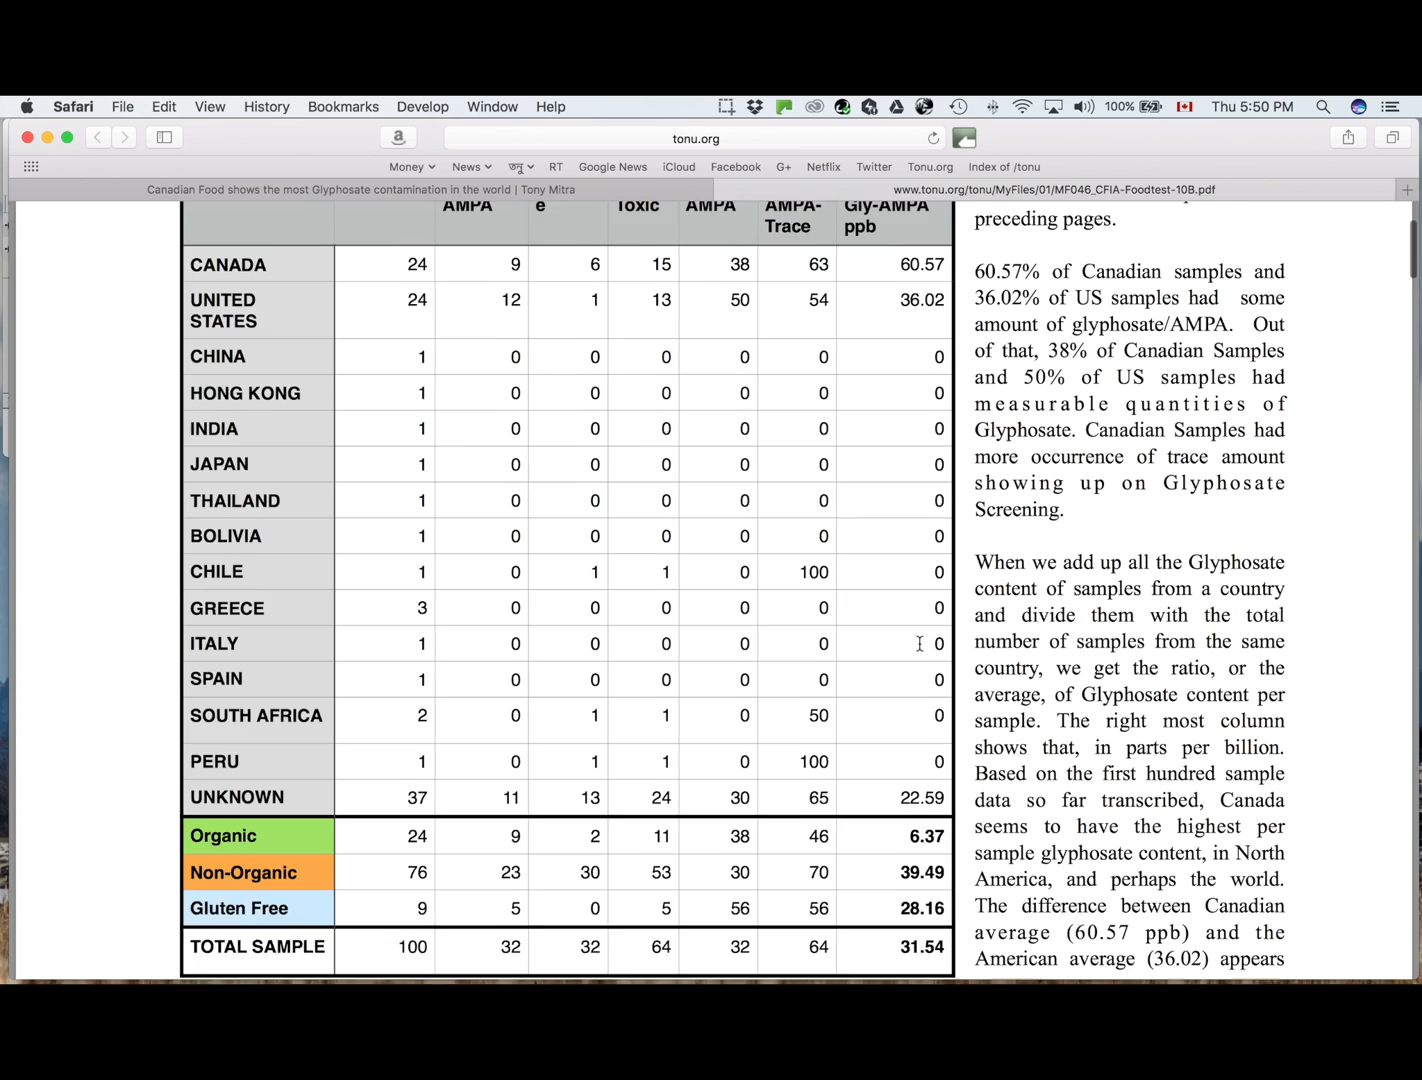 Safari File Edit View History Bookmarks Develop Window Help 100% Thu 5:50 PM
tonu.org
Money News তনু RT Google News iCloud Facebook G+ Netflix Twitter Tonu.org Index of /tonu
Canadian Food shows the most Glyphosate contamination in the world | Tony Mitra
www.tonu.org/tonu/MyFiles/01/MF046_CFIA-Foodtest-10B.pdf
AMPA e Toxic AMPA AMPA- Gly-AMPA
Trace ppb
CANADA 24 9 6 15 38 63 60.57
UNITED 24 12 1 13 50 54 36.02
STATES
CHINA 1 0 0 0 0 0 0
HONG KONG 1 0 0 0 0 0 0
INDIA 1 0 0 0 0 0 0
JAPAN 1 0 0 0 0 0 0
THAILAND 1 0 0 0 0 0 0
BOLIVIA 1 0 0 0 0 0 0
CHILE 1 0 1 1 0 100 0
GREECE 3 0 0 0 0 0 0
ITALY 1 0 0 0 0 0 0
SPAIN 1 0 0 0 0 0 0
SOUTH AFRICA 2 0 1 1 0 50 0
PERU 1 0 1 1 0 100 0
UNKNOWN 37 11 13 24 30 65 22.59
Organic 24 9 2 11 38 46 6.37
Non-Organic 76 23 30 53 30 70 39.49
Gluten Free 9 5 0 5 56 56 28.16
TOTAL SAMPLE 100 32 32 64 32 64 31.54
preceding pages.
60.57% of Canadian samples and
36.02% of US samples had some
amount of glyphosate/AMPA. Out
of that, 38% of Canadian Samples
and 50% of US samples had
measurable quantities of
Glyphosate. Canadian Samples had
more occurrence of trace amount
showing up on Glyphosate
Screening.
When we add up all the Glyphosate
content of samples from a country
and divide them with the total
number of samples from the same
country, we get the ratio, or the
average, of Glyphosate content per
sample. The right most column
shows that, in parts per billion.
Based on the first hundred sample
data so far transcribed, Canada
seems to have the highest per
sample glyphosate content, in North
America, and perhaps the world.
The difference between Canadian
average (60.57 ppb) and the
American average (36.02) appears